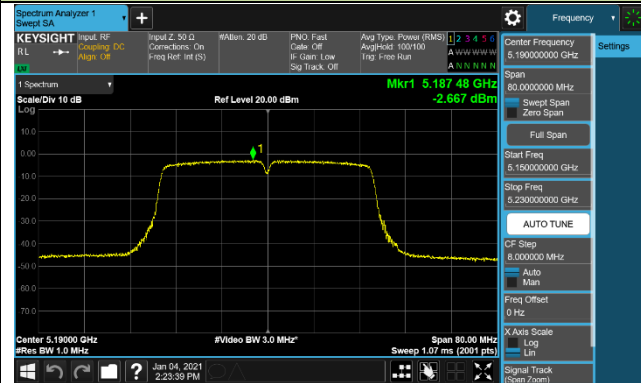 Spectrum Analyzer 1
Swept SA
Frequency
KEYSIGHT
RL
Input: RF
Coupling: DC
Align: Off
Input Z: 50 Ω
Corrections: On
Freq Ref: Int (S)
#Atten: 20 dB
PNO: Fast
Gate: Off
IF Gain: Low
Sig Track: Off
Avg Type: Power (RMS)
Avg|Hold: 100/100
Trig: Free Run
1 2 3 4 5 6
A W W W W W
A N N N N N
1 Spectrum
Scale/Div 10 dB
Log
Ref Level 20.00 dBm
Mkr1 5.187 48 GHz
-2.667 dBm
10.0
0.00
1
-10.0
-20.0
-30.0
-40.0
-50.0
-60.0
-70.0
Center 5.19000 GHz
#Res BW 1.0 MHz
#Video BW 3.0 MHz*
Span 80.00 MHz
Sweep 1.07 ms (2001 pts)
Jan 04, 2021
2:23:39 PM
Center Frequency
5.190000000 GHz
Span
80.0000000 MHz
Swept Span
Zero Span
Full Span
Start Freq
5.150000000 GHz
Stop Freq
5.230000000 GHz
AUTO TUNE
CF Step
8.000000 MHz
Auto
Man
Freq Offset
0 Hz
X Axis Scale
Log
Lin
Signal Track
(Span Zoom)
Settings